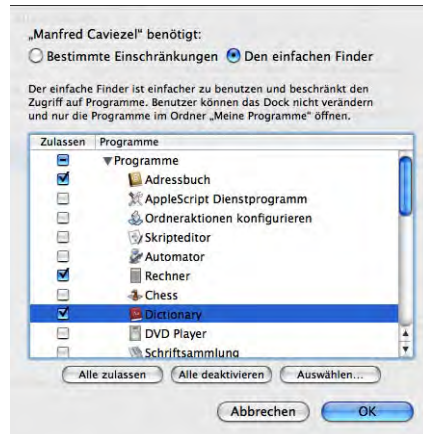 „Manfred Caviezel“ benötigt:
Bestimmte Einschränkungen Den einfachen Finder
Der einfache Finder ist einfacher zu benutzen und beschränkt den
Zugriff auf Programme. Benutzer können das Dock nicht verändern
und nur die Programme im Ordner „Meine Programme“ öffnen.
Zulassen Programme
Programme
Adressbuch
AppleScript Dienstprogramm
Ordneraktionen konfigurieren
Skripteditor
Automator
Rechner
Chess
Dictionary
DVD Player
Schriftsammlung
Alle zulassen Alle deaktivieren Auswählen...
Abbrechen OK